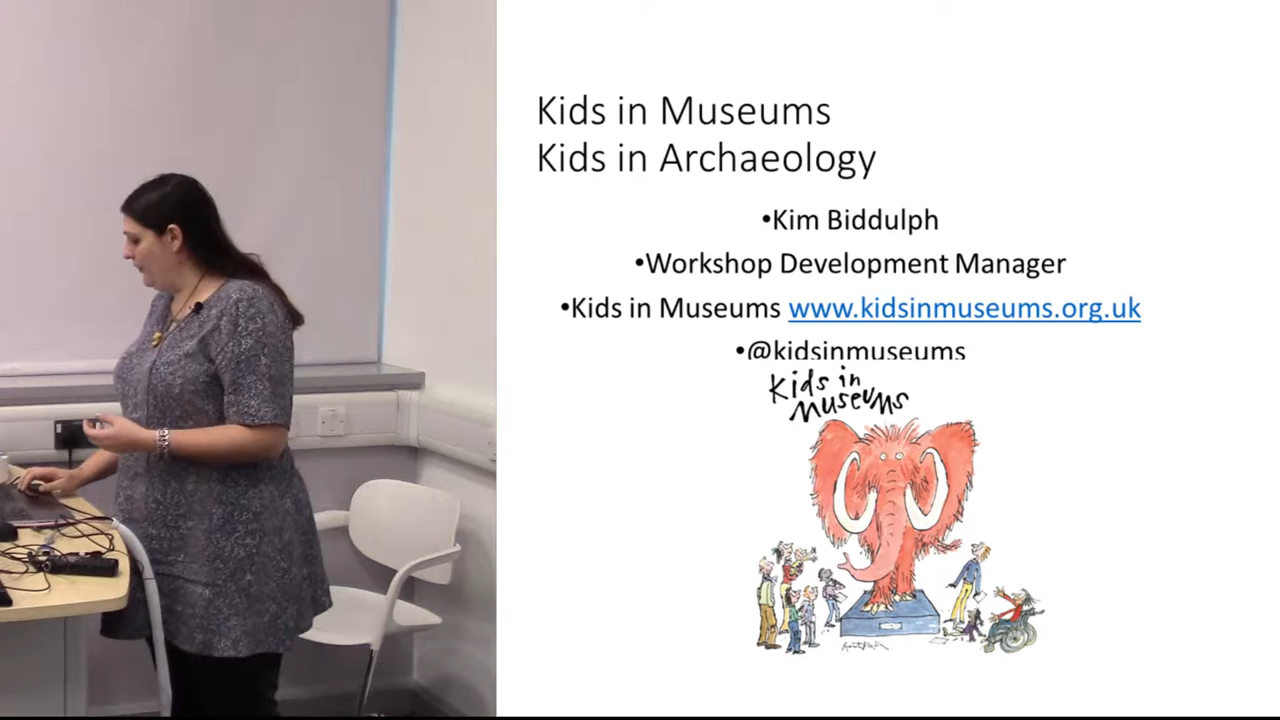 Kids in Museums
Kids in Archaeology
•Kim Biddulph
•Workshop Development Manager
•Kids in Museums www.kidsinmuseums.org.uk
•@kidsinmuseums
Kids in
Museums